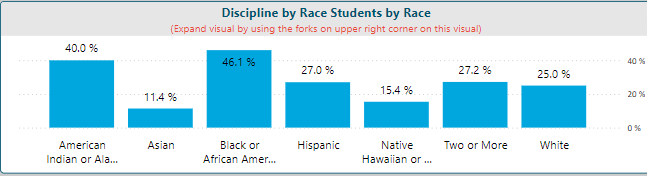 Discipline by Race Students by Race
(Expand visual by using the forks on upper right corner on this visual)
40.0 %
11.4 %
46.1 %
27.0 %
15.4 %
27.2 %
25.0 %
40 %
20 %
0 %
American
Indian or Ala...
Asian
Black or
African Amer...
Hispanic
Native
Hawaiian or ...
Two or More
White